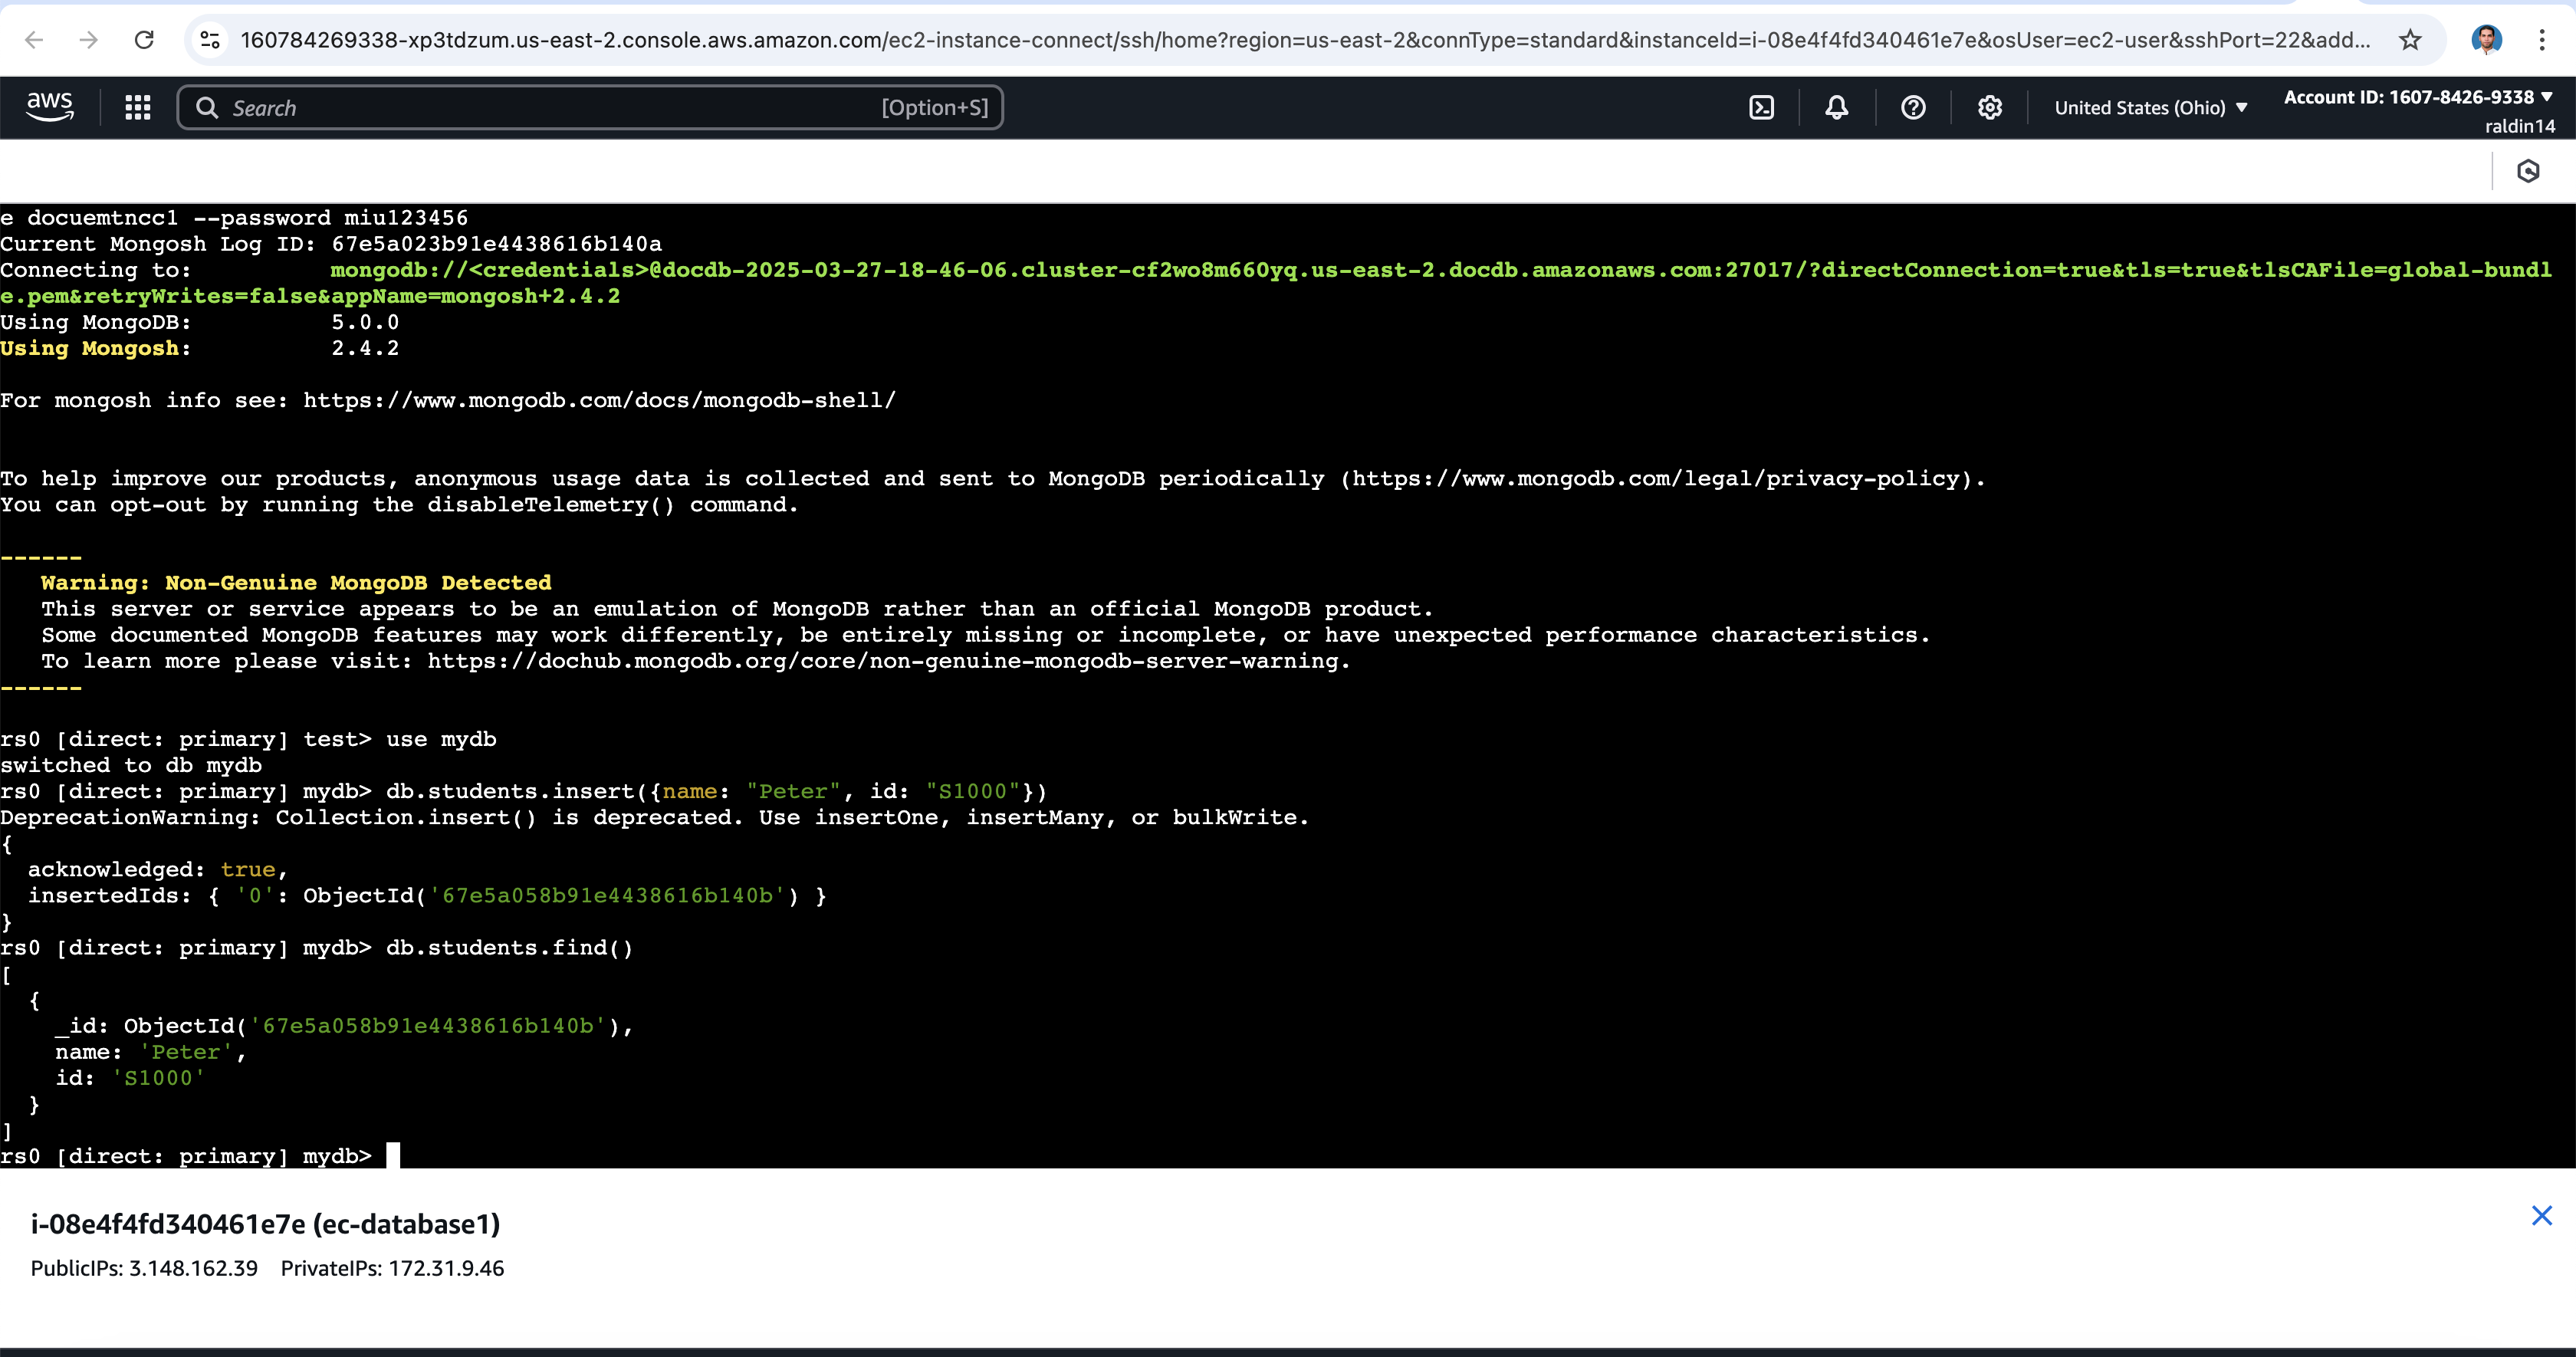 160784269338-xp3tdzum.us-east-2.console.aws.amazon.com/ec2-instance-connect/ssh/home?region=us-east-2&connType=standard&instanceId=i-08e4f4fd340461e7e&osUser=ec2-user&sshPort=22&add...
aws Search [Option+S] United States (Ohio) Account ID: 1607-8426-9338
raldin14
e docuemtncc1 --password miu123456
Current Mongosh Log ID: 67e5a023b91e4438616b140a
Connecting to: mongodb://<credentials>@docdb-2025-03-27-18-46-06.cluster-cf2wo8m660yq.us-east-2.docdb.amazonaws.com:27017/?directConnection=true&tls=true&tlsCAFile=global-bundl
e.pem&retryWrites=false&appName=mongosh+2.4.2
Using MongoDB: 5.0.0
Using Mongosh: 2.4.2
For mongosh info see: https://www.mongodb.com/docs/mongodb-shell/
To help improve our products, anonymous usage data is collected and sent to MongoDB periodically (https://www.mongodb.com/legal/privacy-policy).
You can opt-out by running the disableTelemetry() command.
------
Warning: Non-Genuine MongoDB Detected
This server or service appears to be an emulation of MongoDB rather than an official MongoDB product.
Some documented MongoDB features may work differently, be entirely missing or incomplete, or have unexpected performance characteristics.
To learn more please visit: https://dochub.mongodb.org/core/non-genuine-mongodb-server-warning.
------
rs0 [direct: primary] test> use mydb
switched to db mydb
rs0 [direct: primary] mydb> db.students.insert({name: "Peter", id: "S1000"})
DeprecationWarning: Collection.insert() is deprecated. Use insertOne, insertMany, or bulkWrite.
{
acknowledged: true,
insertedIds: { '0': ObjectId('67e5a058b91e4438616b140b') }
}
rs0 [direct: primary] mydb> db.students.find()
[
{
_id: ObjectId('67e5a058b91e4438616b140b'),
name: 'Peter',
id: 'S1000'
}
]
rs0 [direct: primary] mydb>
i-08e4f4fd340461e7e (ec-database1)
PublicIPs: 3.148.162.39 PrivateIPs: 172.31.9.46